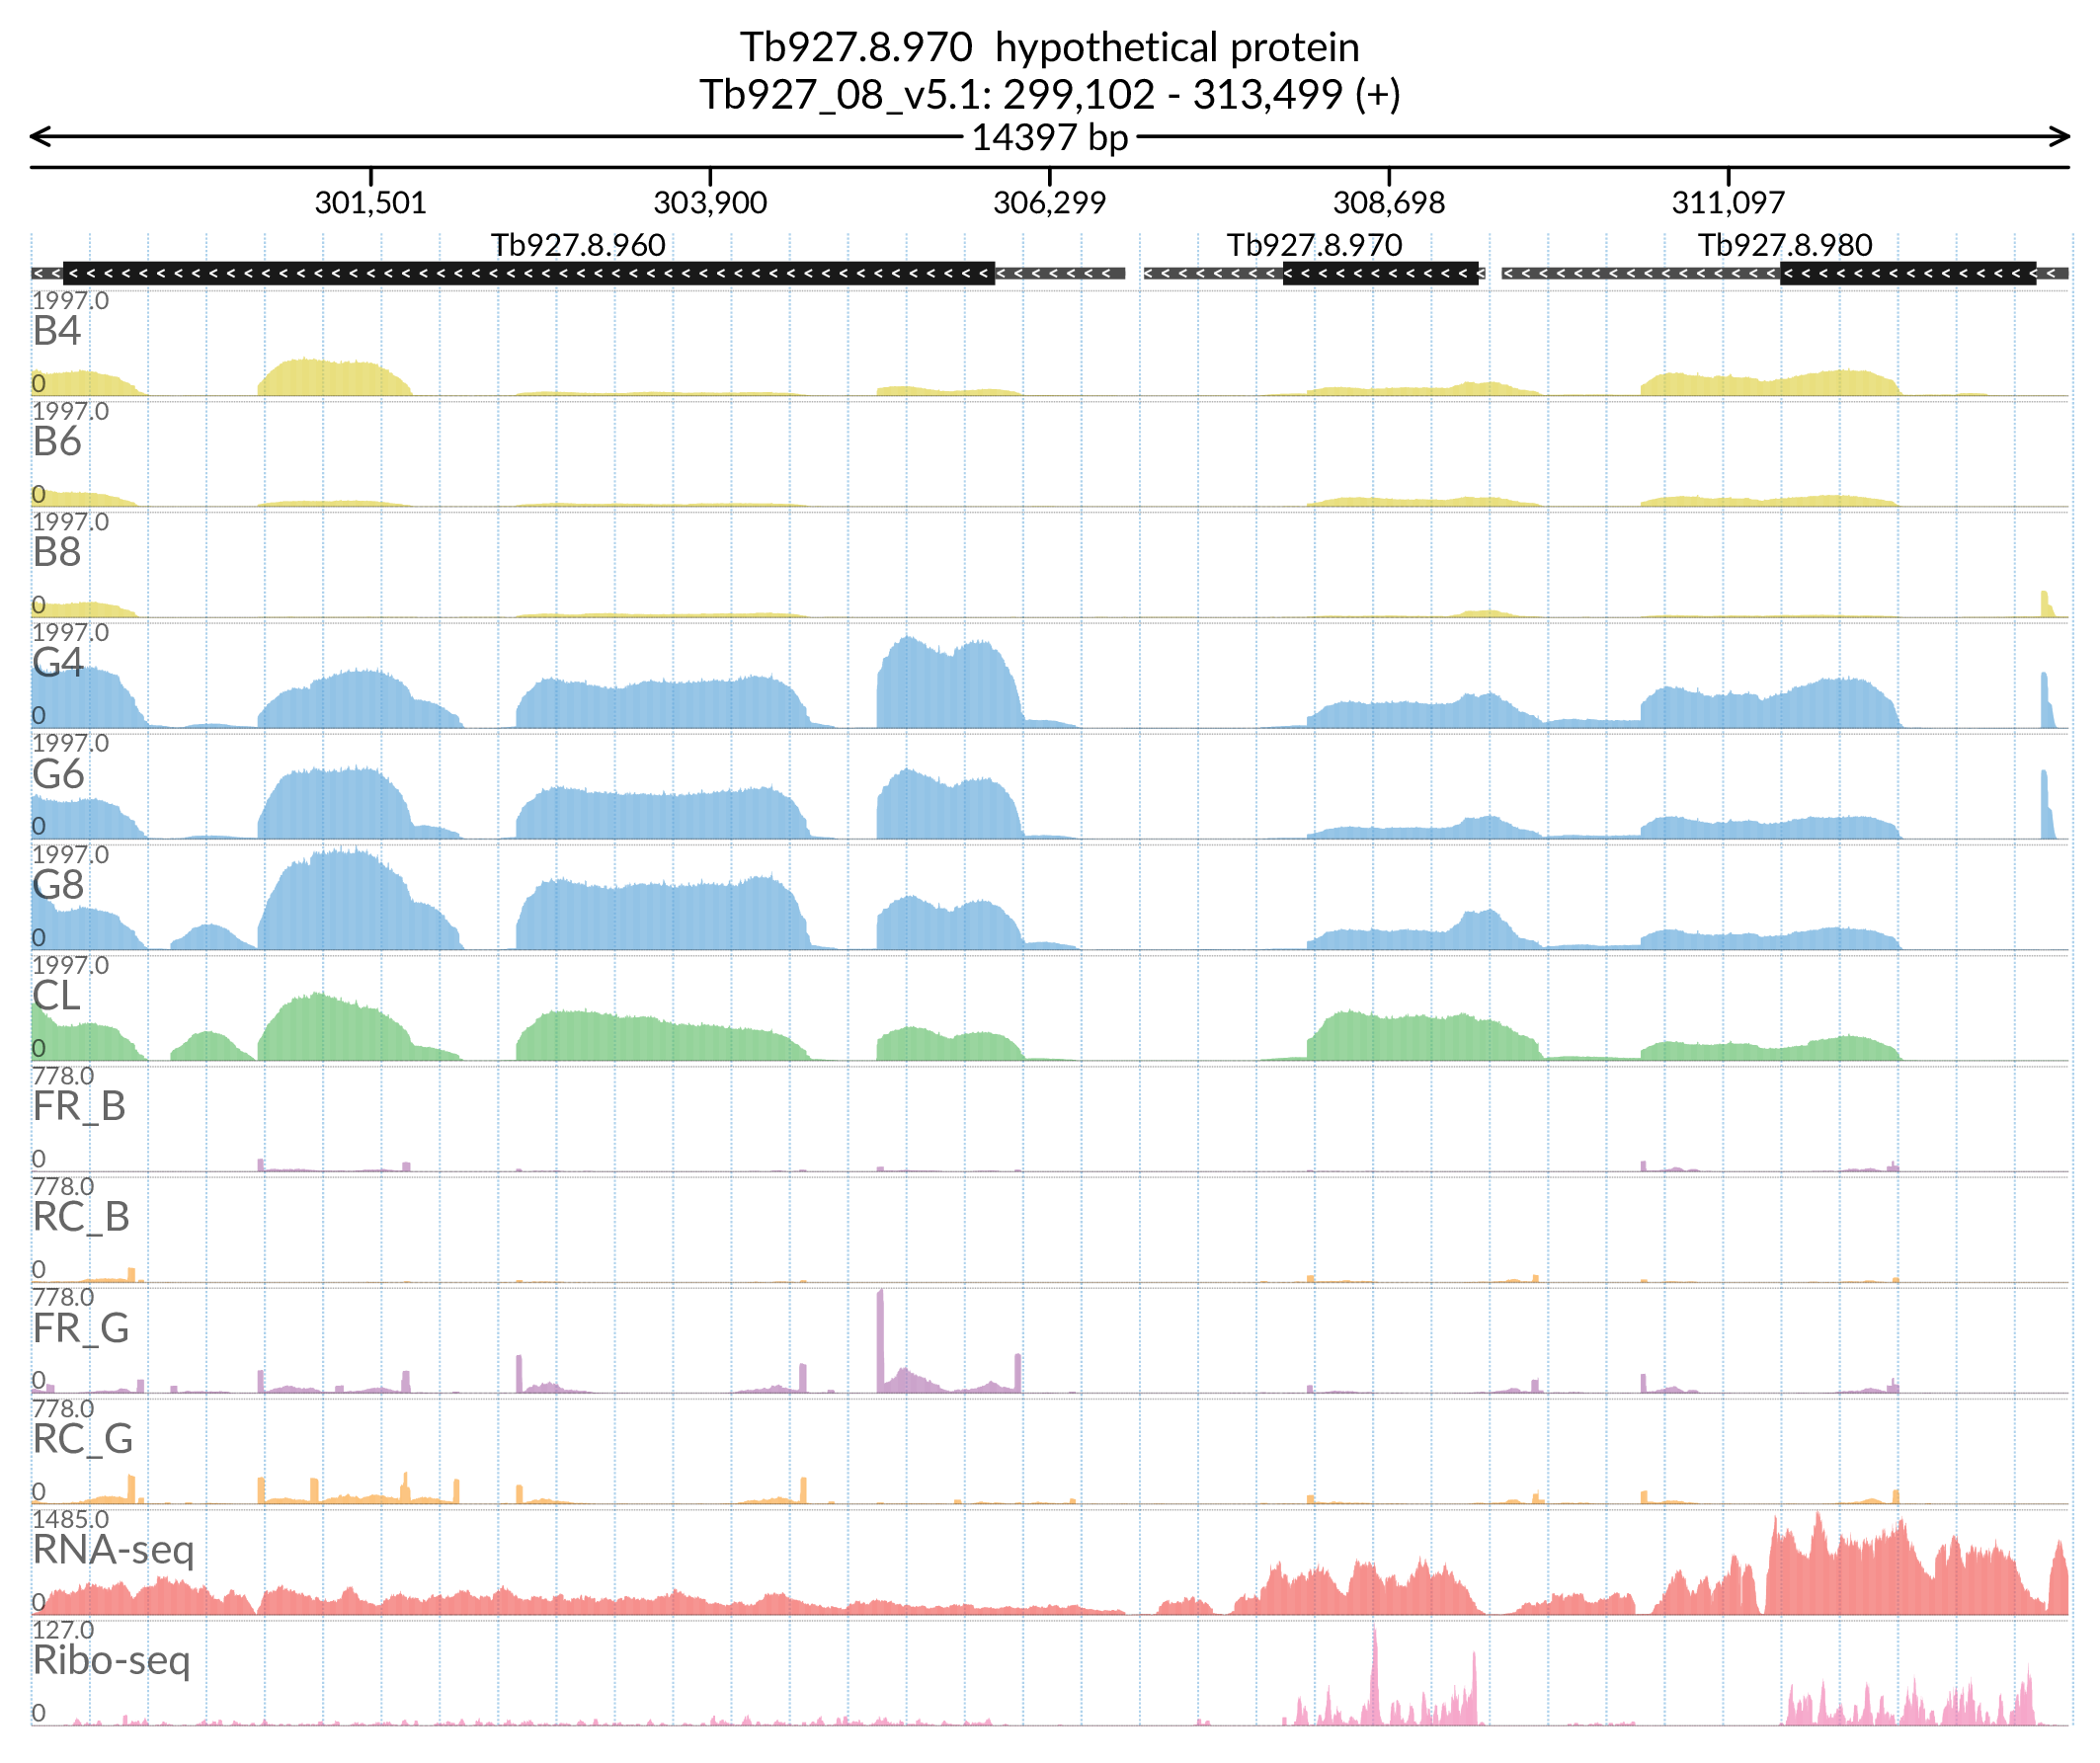 Tb927.8.970 hypothetical protein
Tb927_08_v5.1: 299,102 - 313,499 (+)
14397 bp
301,501 303,900 306,299 308,698 311,097
Tb927.8.960 Tb927.8.970 Tb927.8.980
1997.0
B4
0
1997.0
B6
0
1997.0
B8
0
1997.0
G4
0
1997.0
G6
0
1997.0
G8
0
1997.0
CL
0
778.0
FR_B
0
778.0
RC_B
0
778.0
FR_G
0
778.0
RC_G
0
1485.0
RNA-seq
0
127.0
Ribo-seq
0